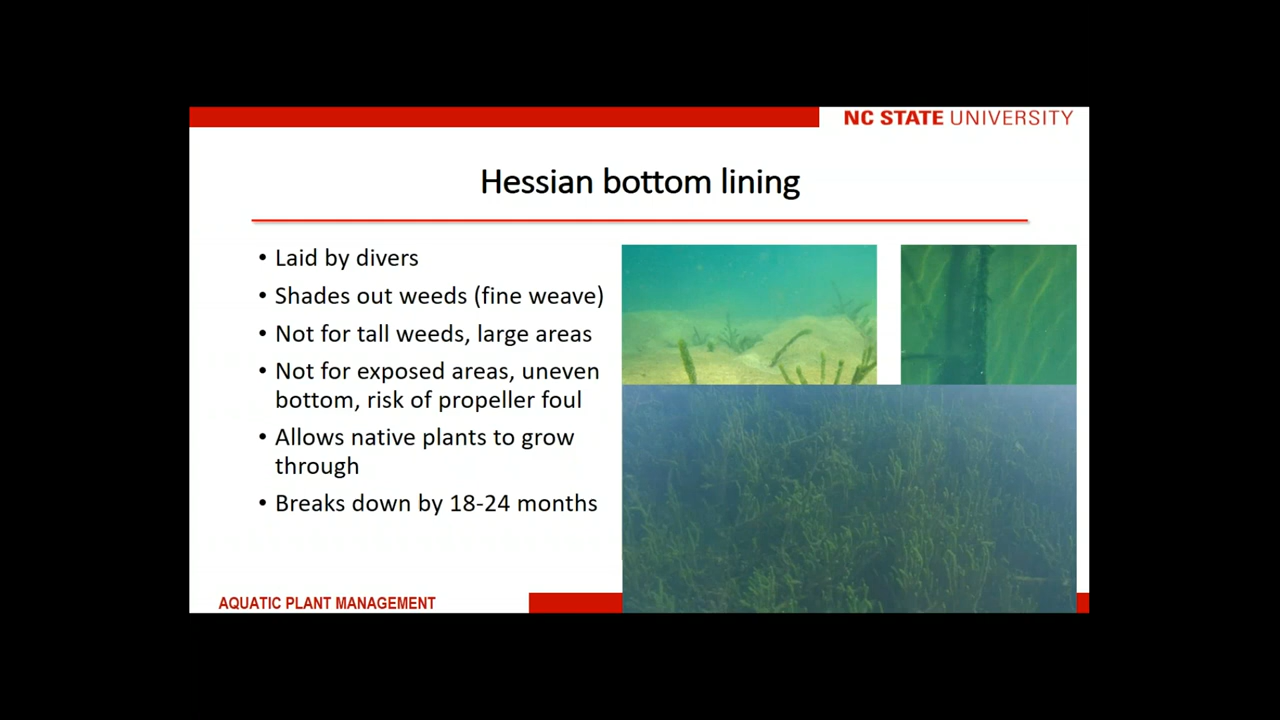 NC STATE UNIVERSITY
Hessian bottom lining
• Laid by divers
• Shades out weeds (fine weave)
• Not for tall weeds, large areas
• Not for exposed areas, uneven
bottom, risk of propeller foul
• Allows native plants to grow
through
• Breaks down by 18-24 months
AQUATIC PLANT MANAGEMENT